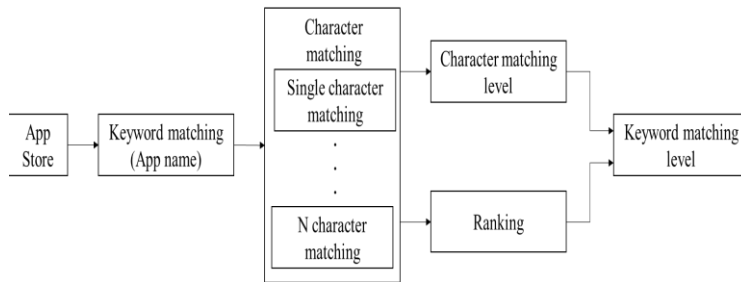 App
Store
Keyword matching
(App name)
Character
matching
Single character
matching
.
.
.
N character
matching
Character matching
level
Ranking
Keyword matching
level